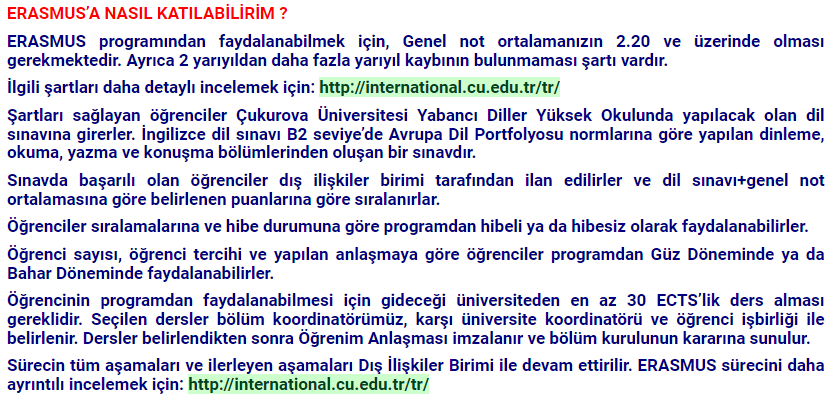 ERASMUS’A NASIL KATILABİLİRİM ?
ERASMUS programından faydalanabilmek için, Genel not ortalamanızın 2.20 ve üzerinde olması
gerekmektedir. Ayrıca 2 yarıyıldan daha fazla yarıyıl kaybının bulunmaması şartı vardır.
İlgili şartları daha detaylı incelemek için: http://international.cu.edu.tr/tr/
Şartları sağlayan öğrenciler Çukurova Üniversitesi Yabancı Diller Yüksek Okulunda yapılacak olan dil
sınavına girerler. İngilizce dil sınavı B2 seviye’de Avrupa Dil Portfolyosu normlarına göre yapılan dinleme,
okuma, yazma ve konuşma bölümlerinden oluşan bir sınavdır.
Sınavda başarılı olan öğrenciler dış ilişkiler birimi tarafından ilan edilirler ve dil sınavı+genel not
ortalamasına göre belirlenen puanlarına göre sıralanırlar.
Öğrenciler sıralamalarına ve hibe durumuna göre programdan hibeli ya da hibesiz olarak faydalanabilirler.
Öğrenci sayısı, öğrenci tercihi ve yapılan anlaşmaya göre öğrenciler programdan Güz Döneminde ya da
Bahar Döneminde faydalanabilirler.
Öğrencinin programdan faydalanabilmesi için gideceği üniversiteden en az 30 ECTS’lik ders alması
gereklidir. Seçilen dersler bölüm koordinatörümüz, karşı üniversite koordinatörü ve öğrenci işbirliği ile
belirlenir. Dersler belirlendikten sonra Öğrenim Anlaşması imzalanır ve bölüm kurulunun kararına sunulur.
Sürecin tüm aşamaları ve ilerleyen aşamaları Dış İlişkiler Birimi ile devam ettirilir. ERASMUS sürecini daha
ayrıntılı incelemek için: http://international.cu.edu.tr/tr/